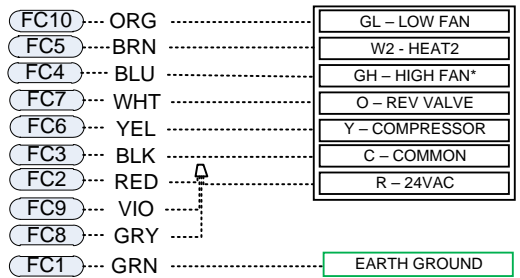 FC10 ORG GL – LOW FAN
FC5 BRN W2 - HEAT2
FC4 BLU GH – HIGH FAN*
FC7 WHT O – REV VALVE
FC6 YEL Y – COMPRESSOR
FC3 BLK C – COMMON
FC2 RED R – 24VAC
FC9 VIO
FC8 GRY
FC1 GRN EARTH GROUND